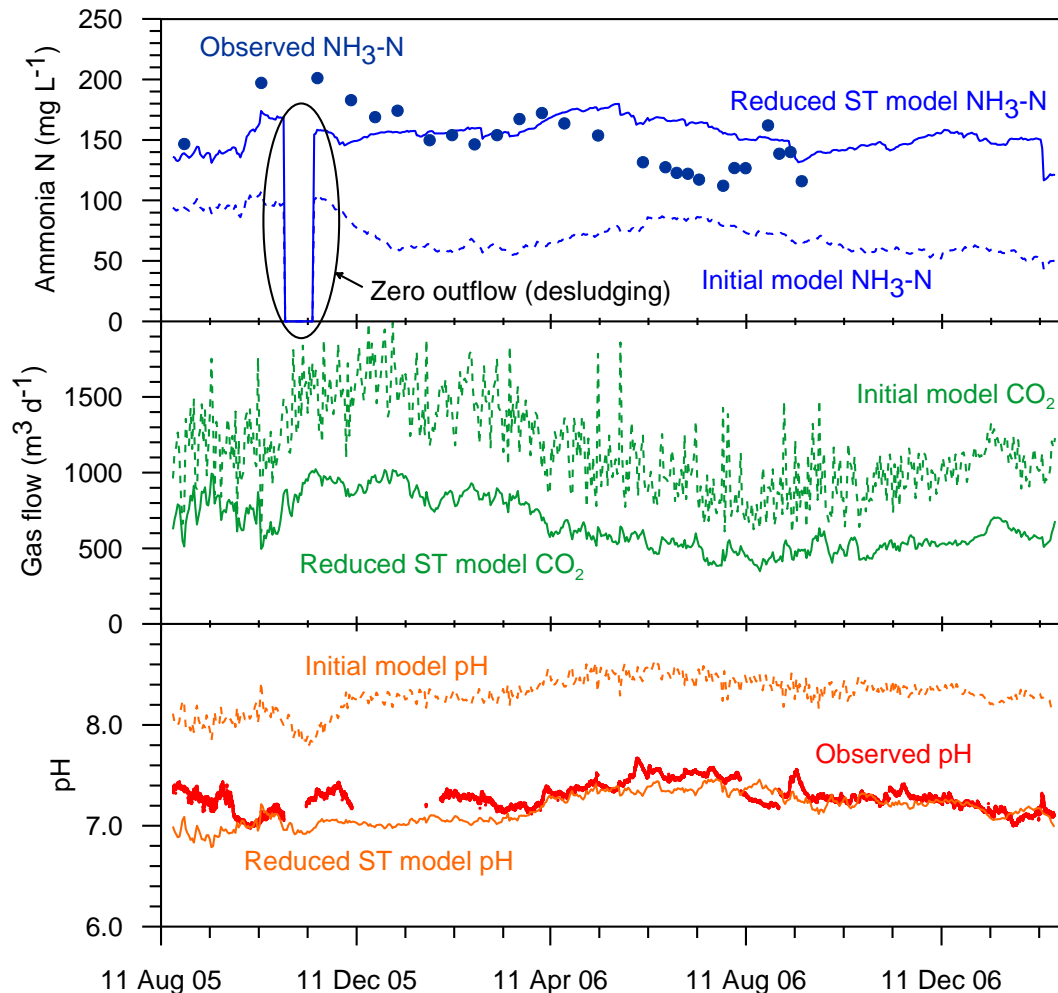 250
200
150
100
50
0
Ammonia N (mg L⁻¹)
Observed NH₃-N
Reduced ST model NH₃-N
Initial model NH₃-N
Zero outflow (desludging)
1500
1000
500
0
Gas flow (m³ d⁻¹)
Initial model CO₂
Reduced ST model CO₂
8.0
7.0
6.0
pH
Initial model pH
Observed pH
Reduced ST model pH
11 Aug 05
11 Dec 05
11 Apr 06
11 Aug 06
11 Dec 06